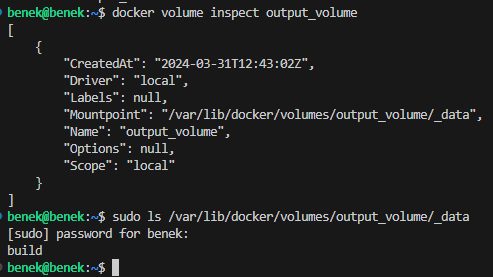 benek@benek:~$ docker volume inspect output_volume
[
    {
        "CreatedAt": "2024-03-31T12:43:02Z",
        "Driver": "local",
        "Labels": null,
        "Mountpoint": "/var/lib/docker/volumes/output_volume/_data",
        "Name": "output_volume",
        "Options": null,
        "Scope": "local"
    }
]
benek@benek:~$ sudo ls /var/lib/docker/volumes/output_volume/_data
[sudo] password for benek:
build
benek@benek:~$